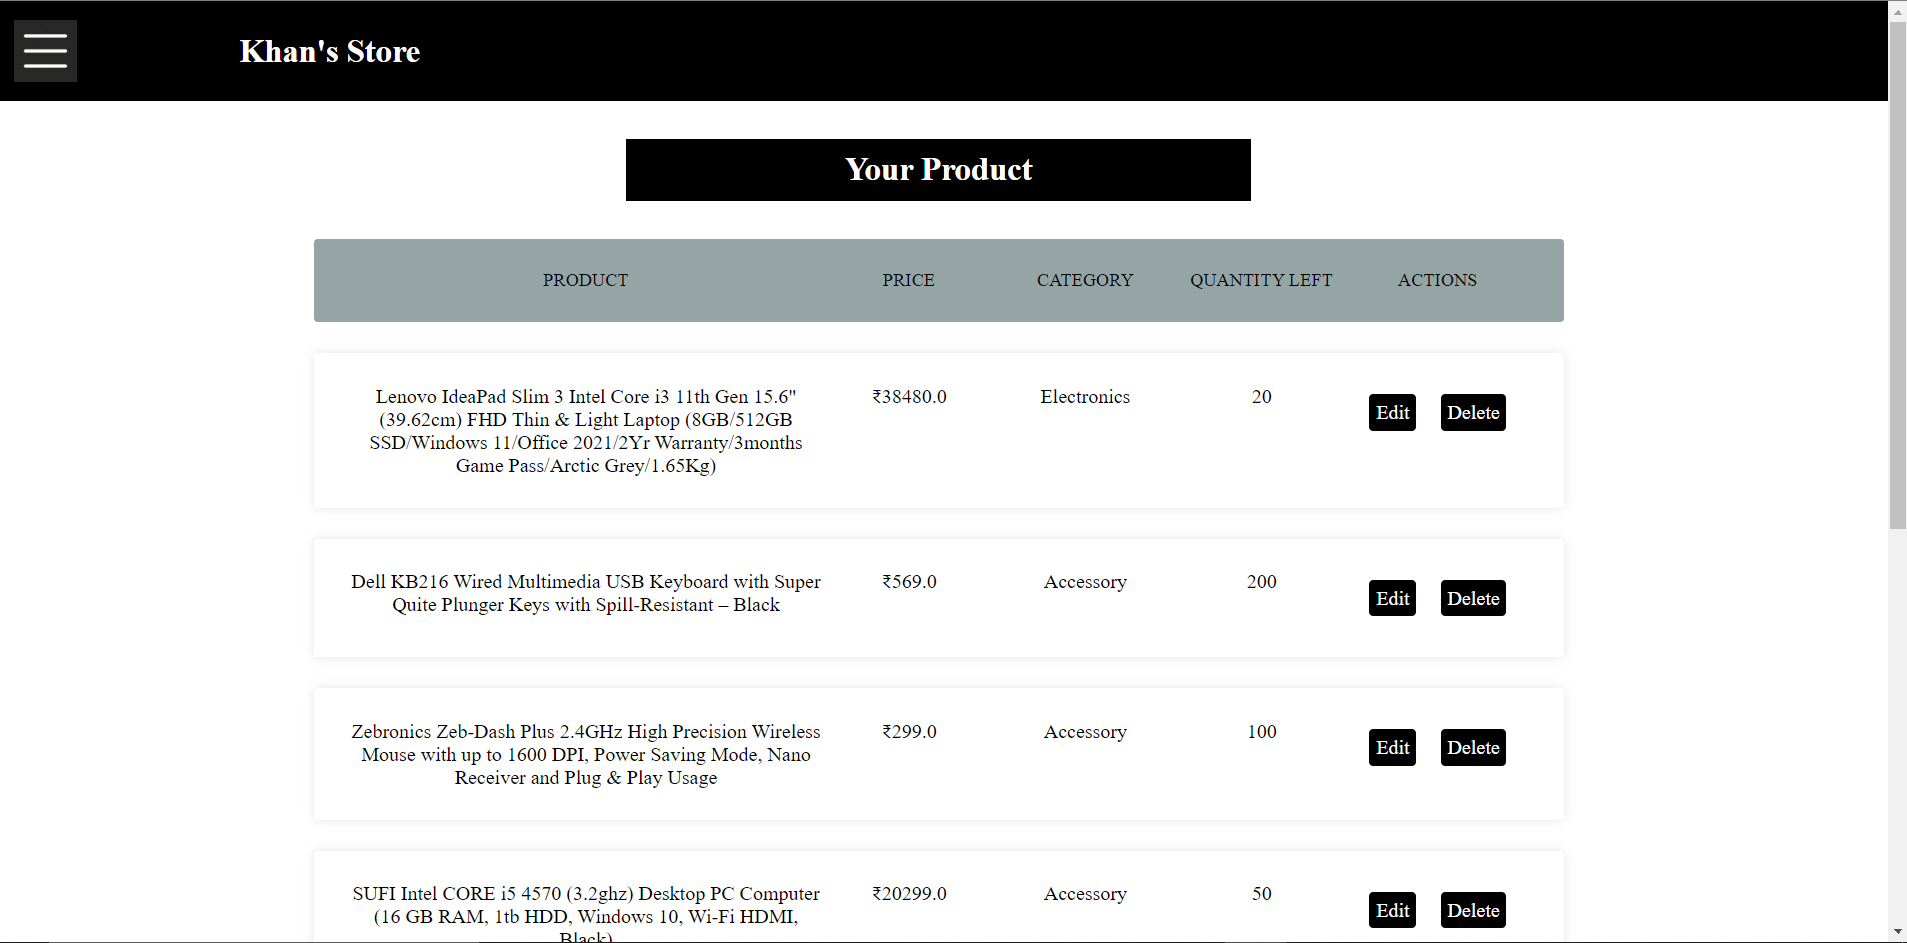 Khan's Store
Your Product
PRODUCT PRICE CATEGORY QUANTITY LEFT ACTIONS
Lenovo IdeaPad Slim 3 Intel Core i3 11th Gen 15.6" ₹38480.0 Electronics 20 Edit Delete
(39.62cm) FHD Thin & Light Laptop (8GB/512GB
SSD/Windows 11/Office 2021/2Yr Warranty/3months
Game Pass/Arctic Grey/1.65Kg)
Dell KB216 Wired Multimedia USB Keyboard with Super ₹569.0 Accessory 200 Edit Delete
Quite Plunger Keys with Spill-Resistant – Black
Zebronics Zeb-Dash Plus 2.4GHz High Precision Wireless ₹299.0 Accessory 100 Edit Delete
Mouse with up to 1600 DPI, Power Saving Mode, Nano
Receiver and Plug & Play Usage
SUFI Intel CORE i5 4570 (3.2ghz) Desktop PC Computer ₹20299.0 Accessory 50 Edit Delete
(16 GB RAM, 1tb HDD, Windows 10, Wi-Fi HDMI,
Black)